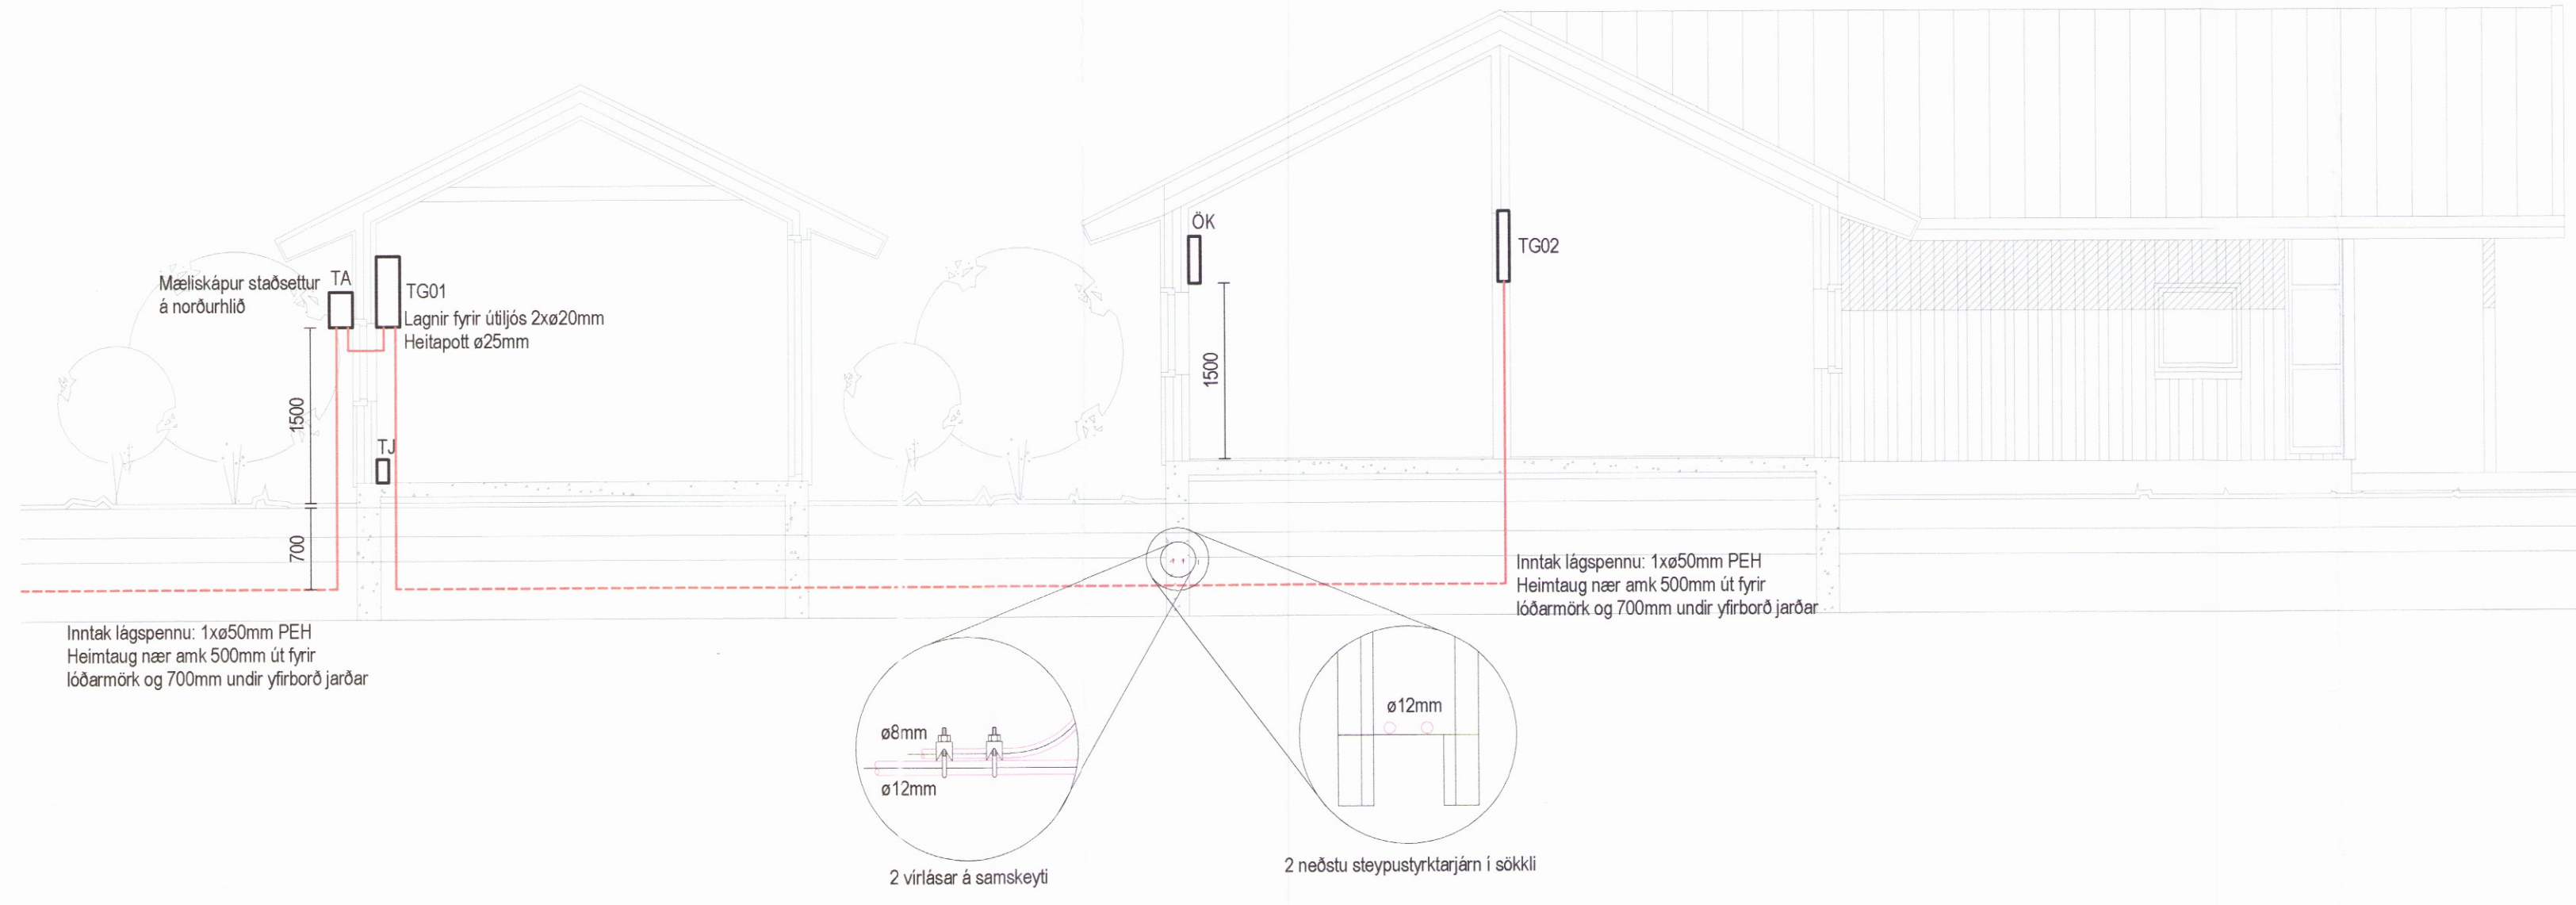 Mæliskápur staðsettur
á norðurhlið
TA
TG01
Lagnir fyrir útiljós 2xø20mm
Heitapott ø25mm
1500
TJ
700
Inntak lágspennu: 1xø50mm PEH
Heimtaug nær amk 500mm út fyrir
lóðarmörk og 700mm undir yfirborð jarðar
ÖK
TG02
1500
Inntak lágspennu: 1xø50mm PEH
Heimtaug nær amk 500mm út fyrir
lóðarmörk og 700mm undir yfirborð jarðar
ø8mm
ø12mm
2 vírlásar á samskeyti
ø12mm
2 neðstu steypustyrktarjárn í sökkli